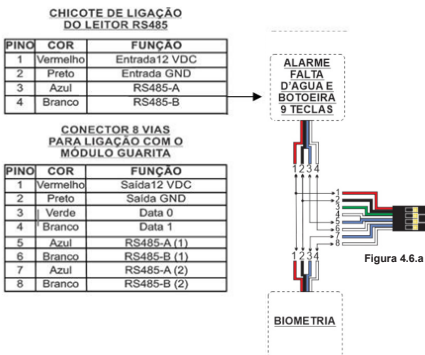 CHICOTE DE LIGAÇÃO
DO LEITOR RS485
PINO COR FUNÇÃO
1 Vermelho Entrada12 VDC
2 Preto Entrada GND
3 Azul RS485-A
4 Branco RS485-B
CONECTOR 8 VIAS
PARA LIGAÇÃO COM O
MÓDULO GUARITA
PINO COR FUNÇÃO
1 Vermelho Saída12 VDC
2 Preto Saída GND
3 Verde Data 0
4 Branco Data 1
5 Azul RS485-A (1)
6 Branco RS485-B (1)
7 Azul RS485-A (2)
8 Branco RS485-B (2)
ALARME
FALTA
D'AGUA E
BOTOEIRA
9 TECLAS
1 2 3 4
1
2
3
4
5
6
7
8
1 2 3 4
Figura 4.6.a
BIOMETRIA